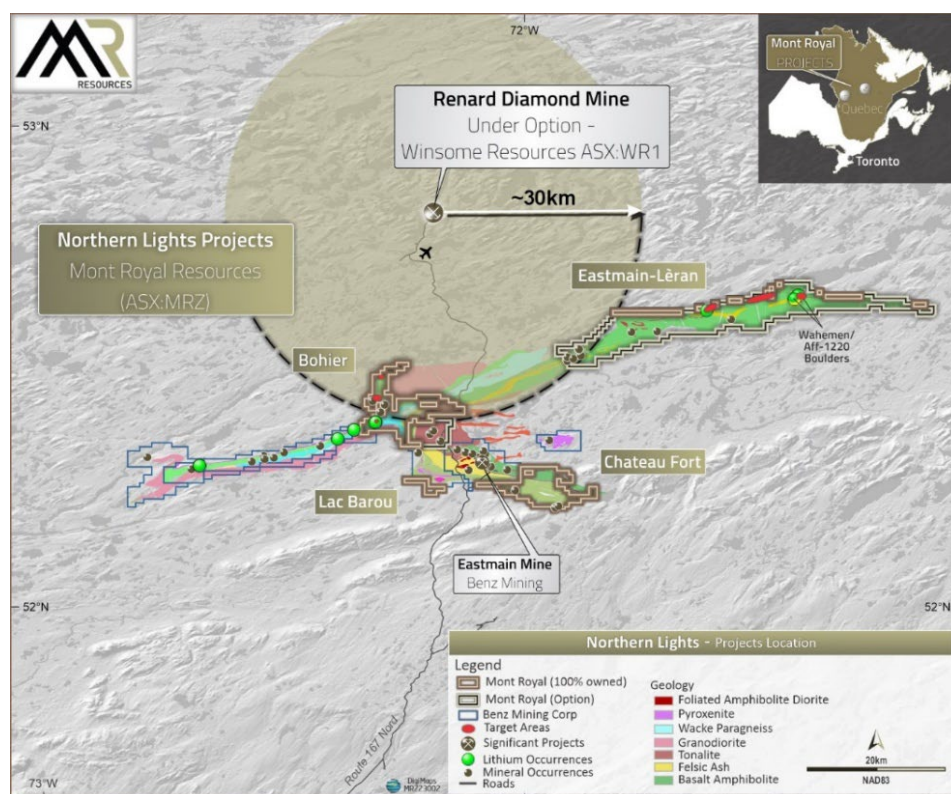 MR
RESOURCES
72°W
53°N
Renard Diamond Mine
Under Option -
Winsome Resources ASX:WR1
Mont Royal
PROJECTS
Quebec
Toronto
~30km
Northern Lights Projects
Mont Royal Resources
(ASX:MRZ)
Eastmain-Lèran
Wahemen/
Aff-1220
Boulders
Bohier
Chateau Fort
Lac Barou
Eastmain Mine
Benz Mining
52°N
52°N
Route 167 Nord
73°W
DigiMaps
MRZ23002
Northern Lights - Projects Location
Legend
Mont Royal (100% owned)
Mont Royal (Option)
Benz Mining Corp
Target Areas
Significant Projects
Lithium Occurrences
Mineral Occurrences
Roads
Geology
Foliated Amphibolite Diorite
Pyroxenite
Wacke Paragneiss
Granodiorite
Tonalite
Felsic Ash
Basalt Amphibolite
20km
NAD83